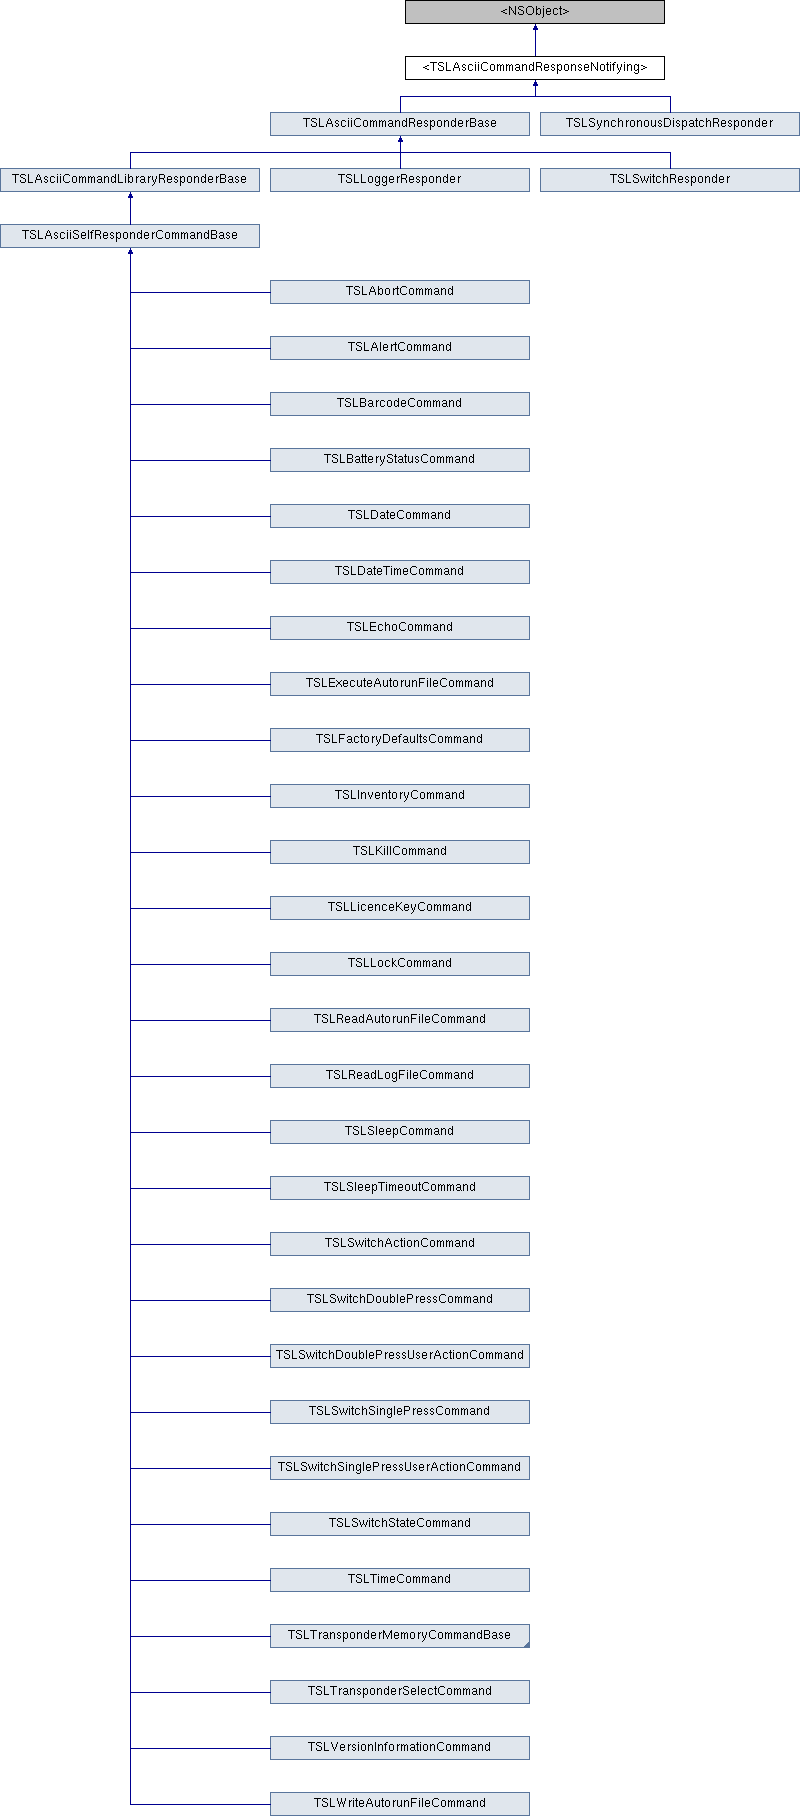 <NSObject>
<TSLAsciiCommandResponseNotifying>
TSLAsciiCommandResponderBase
TSLSynchronousDispatchResponder
TSLAsciiCommandLibraryResponderBase
TSLLoggerResponder
TSLSwitchResponder
TSLAsciiSelfResponderCommandBase
TSLAbortCommand
TSLAlertCommand
TSLBarcodeCommand
TSLBatteryStatusCommand
TSLDateCommand
TSLDateTimeCommand
TSLEchoCommand
TSLExecuteAutorunFileCommand
TSLFactoryDefaultsCommand
TSLInventoryCommand
TSLKillCommand
TSLLicenceKeyCommand
TSLLockCommand
TSLReadAutorunFileCommand
TSLReadLogFileCommand
TSLSleepCommand
TSLSleepTimeoutCommand
TSLSwitchActionCommand
TSLSwitchDoublePressCommand
TSLSwitchDoublePressUserActionCommand
TSLSwitchSinglePressCommand
TSLSwitchSinglePressUserActionCommand
TSLSwitchStateCommand
TSLTimeCommand
TSLTransponderMemoryCommandBase
TSLTransponderSelectCommand
TSLVersionInformationCommand
TSLWriteAutorunFileCommand